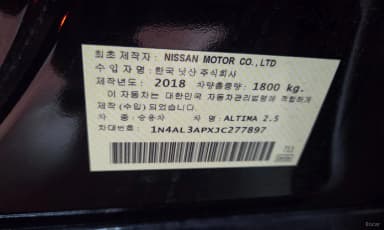 최초 제작자 : NISSAN MOTOR CO., LTD
수 입 자 명 : 한국 닛산 주식회사
제작년도 : 2018 차량총중량 : 1800 kg.
이 자동차는 대한민국 자동차관리법령에 적합하게
제작 (수입) 되었습니다.
차종 : 승용차 차명 : ALTIMA 2.5
차대번호 : 1N4AL3APXJC277897